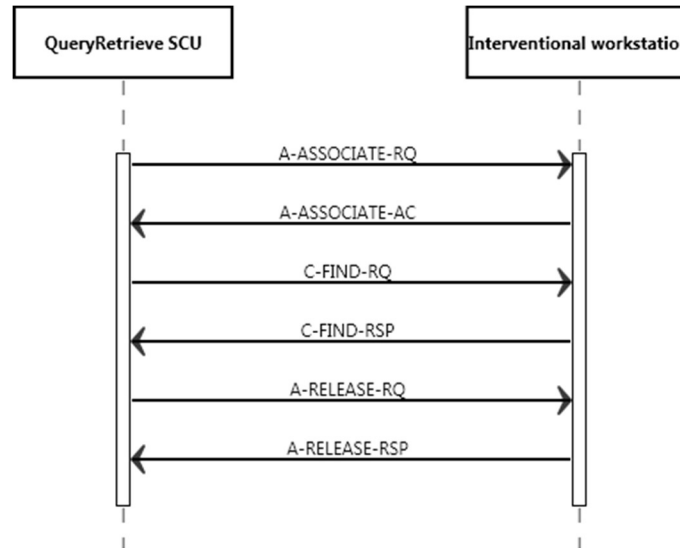 QueryRetrieve SCU
Interventional workstatio
A-ASSOCIATE-RQ
A-ASSOCIATE-AC
C-FIND-RQ
C-FIND-RSP
A-RELEASE-RQ
A-RELEASE-RSP